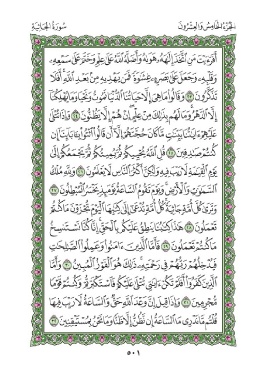 الجزء الخامس والعشرون سورة الجاثية
أَفَرَءَيْتَ مَنِ ٱتَّخَذَ إِلَٰهَهُۥ هَوَىٰهُ وَأَضَلَّهُ ٱللَّهُ عَلَىٰ عِلْمٍ وَخَتَمَ عَلَىٰ سَمْعِهِۦ
وَقَلْبِهِۦ وَجَعَلَ عَلَىٰ بَصَرِهِۦ غِشَٰوَةً فَمَن يَهْدِيهِ مِنۢ بَعْدِ ٱللَّهِ أَفَلَا
تَذَكَّرُونَ ٢٣ وَقَالُوا۟ مَا هِىَ إِلَّا حَيَاتُنَا ٱلدُّنْيَا نَمُوتُ وَنَحْيَا وَمَا يُهْلِكُنَآ
إِلَّا ٱلدَّهْرُ وَمَا لَهُم بِذَٰلِكَ مِنْ عِلْمٍ إِنْ هُمْ إِلَّا يَظُنُّونَ ٢٤ وَإِذَا تُتْلَىٰ
عَلَيْهِمْ ءَايَٰتُنَا بَيِّنَٰتٍ مَّا كَانَ حُجَّتَهُمْ إِلَّآ أَن قَالُوا۟ ٱئْتُوا۟ بِـَٔابَآئِنَآ إِن
كُنتُمْ صَٰدِقِينَ ٢٥ قُلِ ٱللَّهُ يُحْيِيكُمْ ثُمَّ يُمِيتُكُمْ ثُمَّ يَجْمَعُكُمْ إِلَىٰ
يَوْمِ ٱلْقِيَٰمَةِ لَا رَيْبَ فِيهِ وَلَٰكِنَّ أَكْثَرَ ٱلنَّاسِ لَا يَعْلَمُونَ ٢٦ وَلِلَّهِ مُلْكُ
ٱلسَّمَٰوَٰتِ وَٱلْأَرْضِ وَيَوْمَ تَقُومُ ٱلسَّاعَةُ يَوْمَئِذٍ يَخْسَرُ ٱلْمُبْطِلُونَ ٢٧
وَتَرَىٰ كُلَّ أُمَّةٍ جَاثِيَةً كُلُّ أُمَّةٍ تُدْعَىٰٓ إِلَىٰ كِتَٰبِهَا ٱلْيَوْمَ تُجْزَوْنَ مَا كُنتُمْ
تَعْمَلُونَ ٢٨ هَٰذَا كِتَٰبُنَا يَنطِقُ عَلَيْكُم بِٱلْحَقِّ إِنَّا كُنَّا نَسْتَنسِخُ
مَا كُنتُمْ تَعْمَلُونَ ٢٩ فَأَمَّا ٱلَّذِينَ ءَامَنُوا۟ وَعَمِلُوا۟ ٱلصَّٰلِحَٰتِ
فَيُدْخِلُهُمْ رَبُّهُمْ فِى رَحْمَتِهِۦ ذَٰلِكَ هُوَ ٱلْفَوْزُ ٱلْمُبِينُ ٣٠ وَأَمَّا
ٱلَّذِينَ كَفَرُوٓا۟ أَفَلَمْ تَكُنْ ءَايَٰتِى تُتْلَىٰ عَلَيْكُمْ فَٱسْتَكْبَرْتُمْ وَكُنتُمْ قَوْمًا
مُّجْرِمِينَ ٣١ وَإِذَا قِيلَ إِنَّ وَعْدَ ٱللَّهِ حَقٌّ وَٱلسَّاعَةُ لَا رَيْبَ فِيهَا
قُلْتُم مَّا نَدْرِى مَا ٱلسَّاعَةُ إِن نَّظُنُّ إِلَّا ظَنًّا وَمَا نَحْنُ بِمُسْتَيْقِنِينَ ٣٢
٥٠١